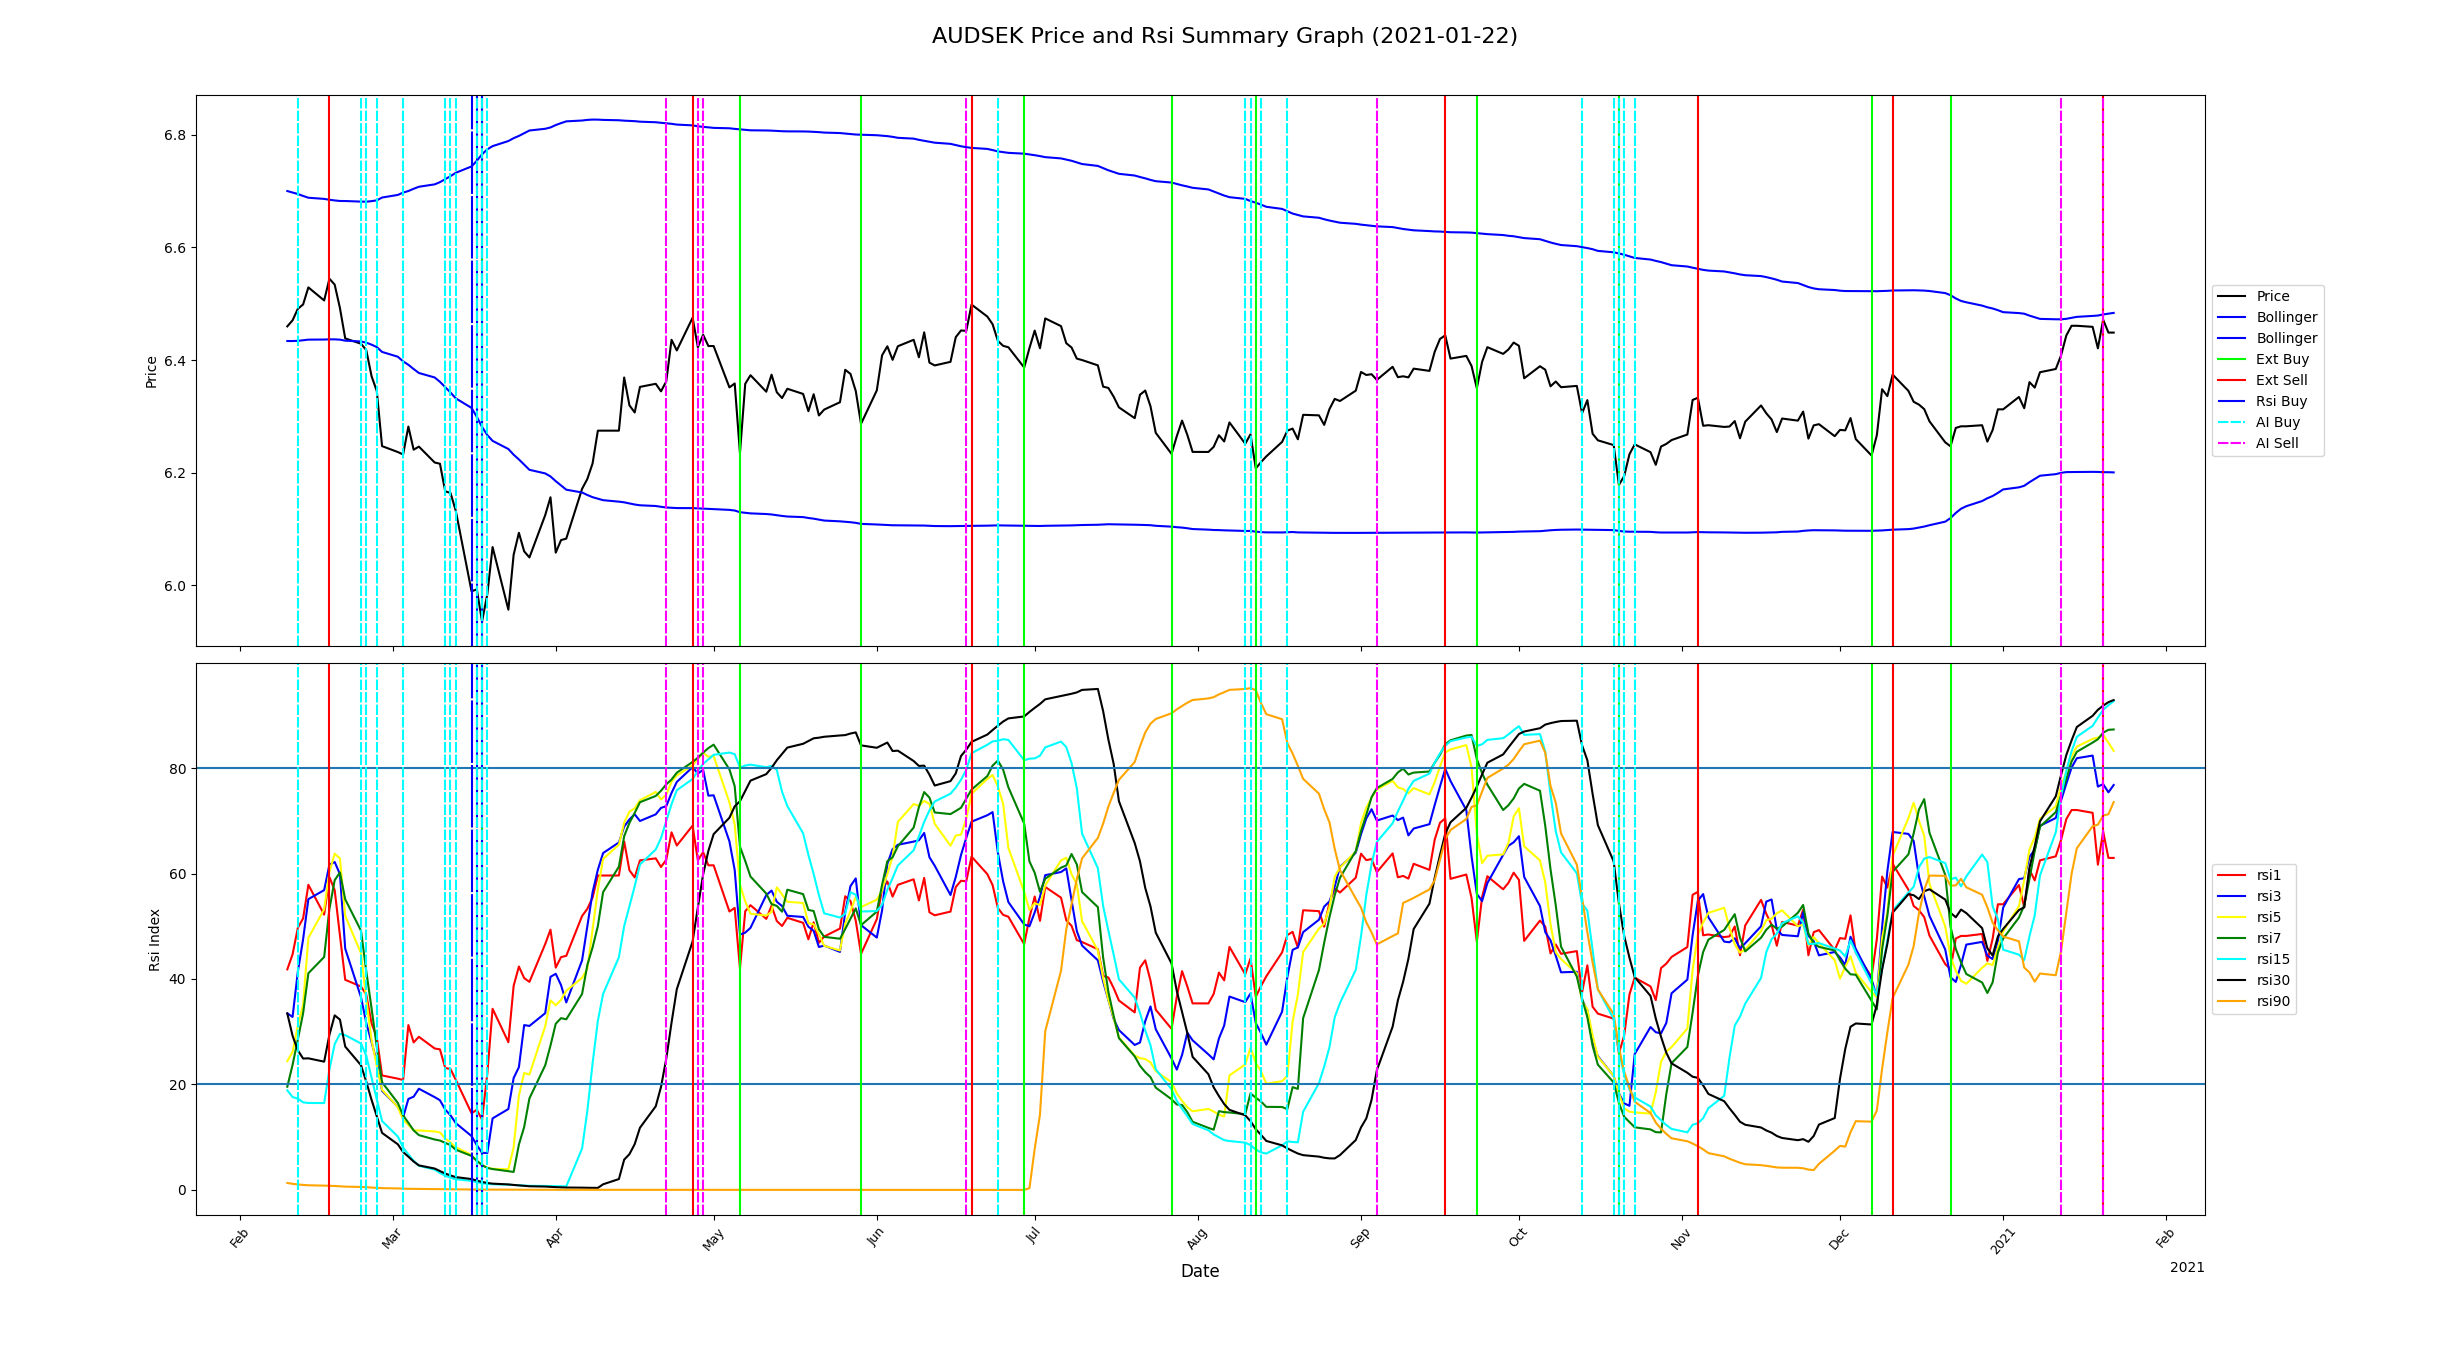 AUDSEK Price and Rsi Summary Graph (2021-01-22)
6.8
6.6
6.4
6.2
6.0
Price
Price
Bollinger
Bollinger
Ext Buy
Ext Sell
Rsi Buy
AI Buy
AI Sell
80
60
40
20
0
Rsi Index
rsi1
rsi3
rsi5
rsi7
rsi15
rsi30
rsi90
Feb
Mar
Apr
May
Jun
Jul
Aug
Sep
Oct
Nov
Dec
2021
Feb
Date
2021